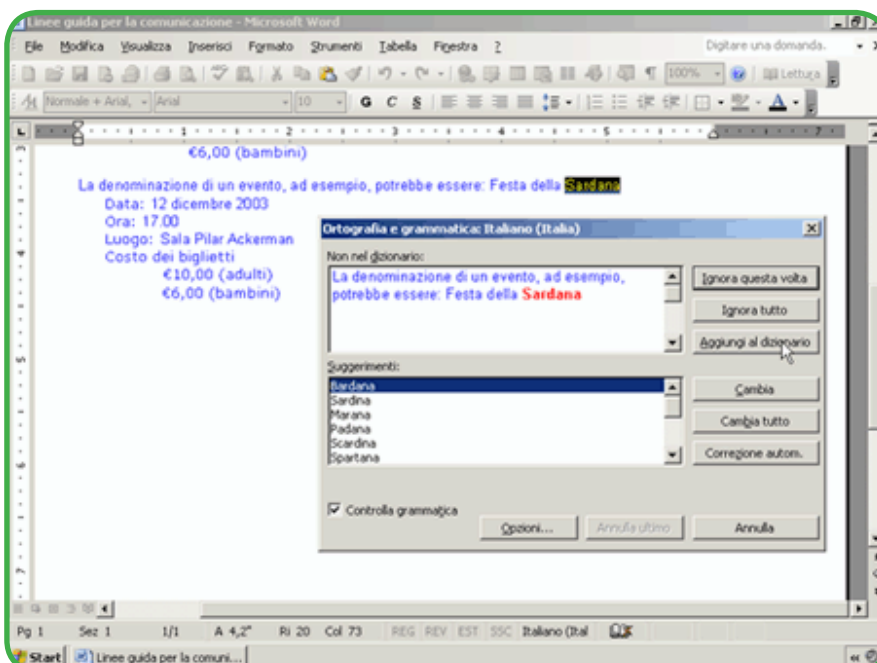 Linee guida per la comunicazione - Microsoft Word
File Modifica Visualizza Inserisci Formato Strumenti Tabella Finestra ? Digitare una domanda.
100% Lettura
Normale + Arial, Arial 10 G C S
1 2 3 4 5 7
€6,00 (bambini)
La denominazione di un evento, ad esempio, potrebbe essere: Festa della Sardana
Data: 12 dicembre 2003
Ora: 17.00
Luogo: Sala Pilar Ackerman
Costo dei biglietti
€10,00 (adulti)
€6,00 (bambini)
Ortografia e grammatica: Italiano (Italia)
Non nel dizionario:
La denominazione di un evento, ad esempio,
potrebbe essere: Festa della Sardana
Ignora questa volta
Ignora tutto
Aggiungi al dizionario
Suggerimenti:
Bardana
Sardina
Marana
Padana
Scardina
Spartana
Cambia
Cambia tutto
Correzione autom.
Controlla grammatica
Opzioni... Annulla ultimo Annulla
Pg 1 Sez 1 1/1 A 4,2" Ri 20 Col 73 REG REV EST SSC Italiano (Ital
Start Linee guida per la comuni...